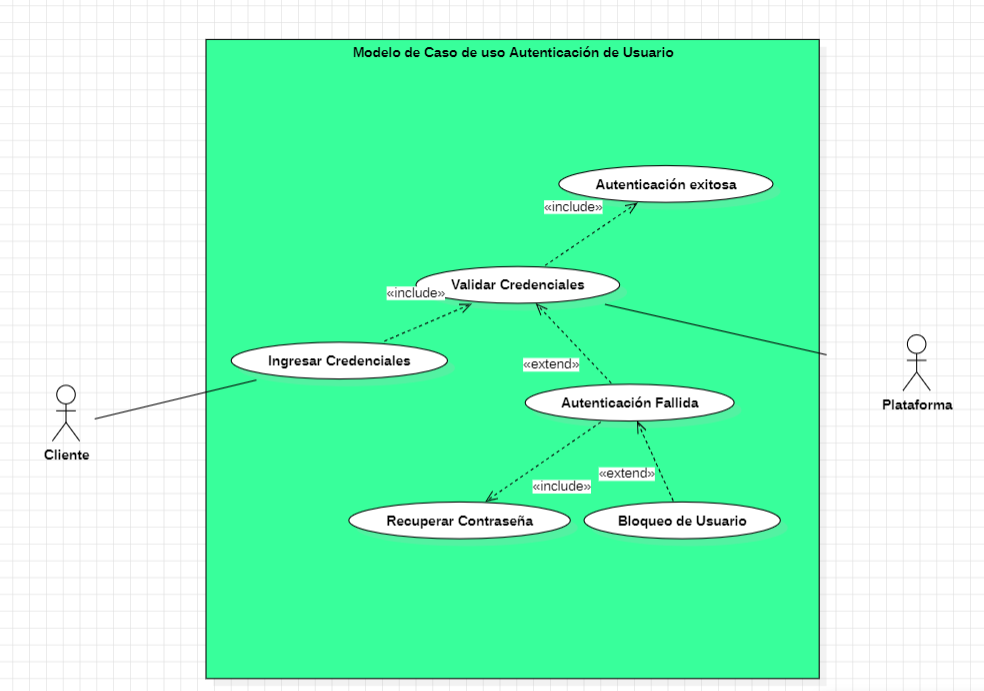 Modelo de Caso de uso Autenticación de Usuario
Autenticación exitosa
«include»
Validar Credenciales
«include»
Ingresar Credenciales
«extend»
Plataforma
Autenticación Fallida
Cliente
«extend»
«include»
Recuperar Contraseña
Bloqueo de Usuario